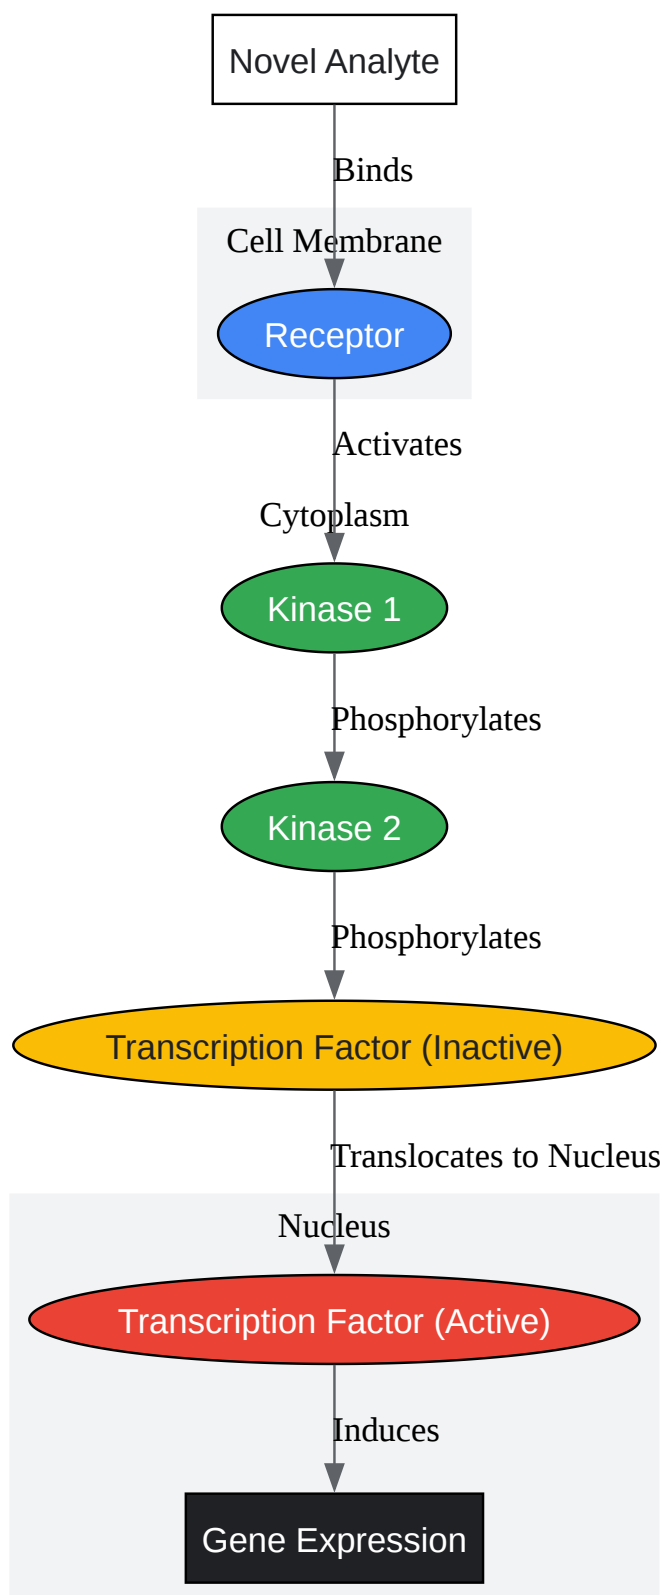 Novel Analyte
Binds
Cell Membrane
Receptor
Activates
Cytoplasm
Kinase 1
Phosphorylates
Kinase 2
Phosphorylates
Transcription Factor (Inactive)
Translocates to Nucleus
Nucleus
Transcription Factor (Active)
Induces
Gene Expression